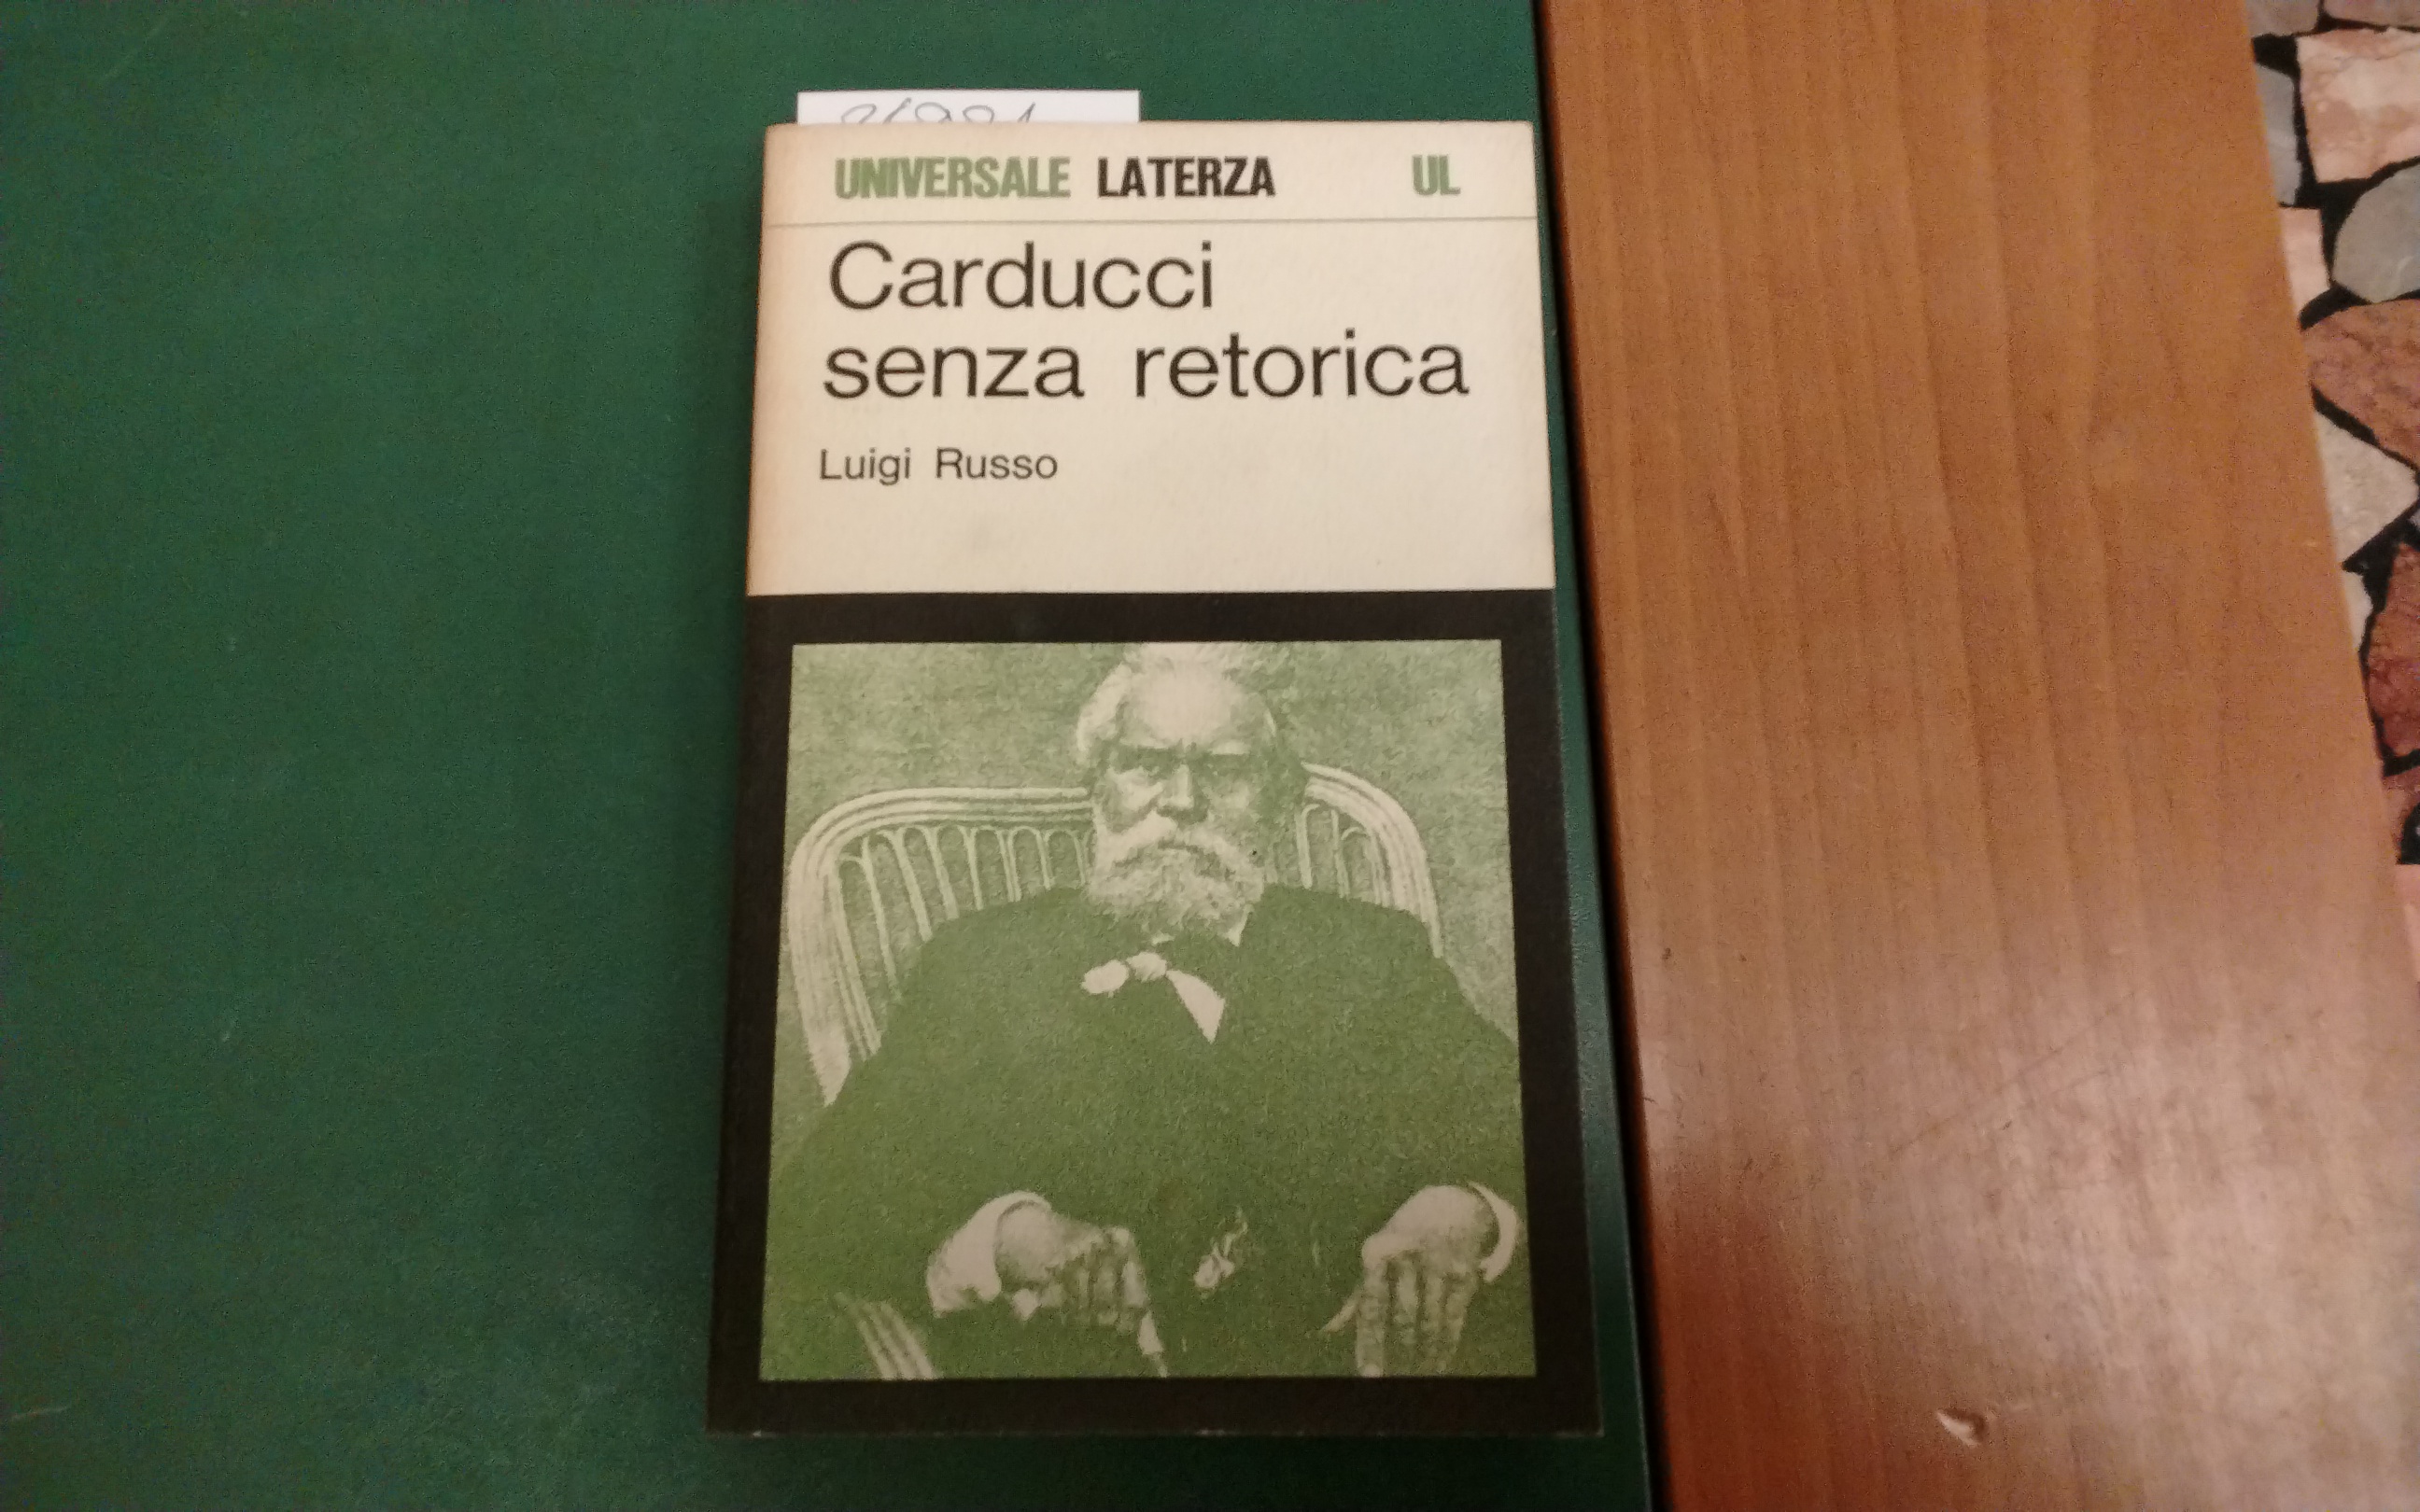 UNIVERSALE LATERZA UL
Carducci
senza retorica
Luigi Russo